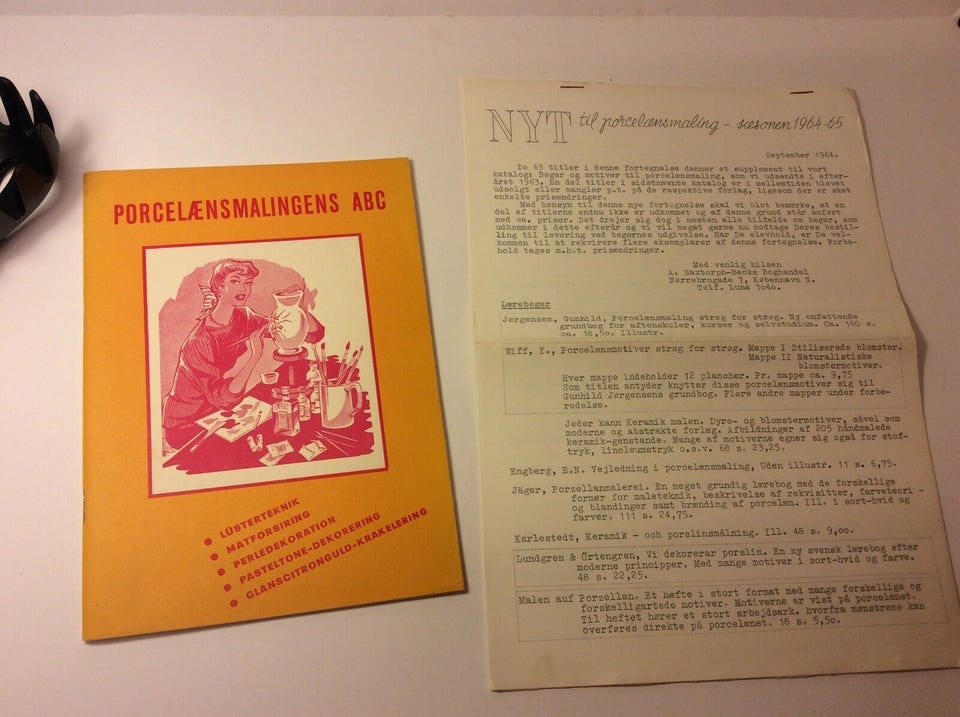 PORCELÆNSMALINGENS ABC
LÜSTERTEKNIK
MATFORSIRING
PERLEDEKORATION
PASTELTONE-DEKORERING
GLANSCITRONGULD-KRAKELERING
NYT til porcelænsmaling - sæsonen 1964-65
September 1964.
De 65 titler i denne fortegnelse danner et supplement til vort
katalog: Bøger og motiver til porcelænsmaling, som vi udsendte i efter-
året 1963. En del titler i sidstnævnte katalog er i mellemtiden blevet
udsolgt eller mangler p.t. på de respektive forlag, ligesom der er sket
enkelte prisændringer.
Med hensyn til denne nye fortegnelse skal vi blot bemærke, at en
del af titlerne endnu ikke er udkommet og af denne grund står anført
med ca. priser. Det drejer sig dog i næsten alle tilfælde om bøger, som
udkommer i dette efterår og vi vil meget gerne nu modtage Deres bestil-
ling til levering ved bøgernes udgivelse. Har De elevhold, er De vel-
kommen til at rekvirere flere eksemplarer af denne fortegnelse. Forbe-
hold tages m.h.t. prisændringer.
Med venlig hilsen
A. Saxtorph-Becks Boghandel
Nørrebrogade 7, København N.
Telf. Luna 3040.
Lærebøger
Jørgensen, Gunhild, Porcelænsmaling strøg for strøg. Ny omfattende
grundbog for aftenskoler, kurser og selvstudium. Ca. 160 s.
ca. 18,50. Illustr.
Wiff, Y., Porcelænsmotiver strøg for strøg. Mappe I Stiliserede blomster.
Mappe II Naturalistiske
blomstermotiver.
Hver mappe indeholder 12 plancher. Pr. mappe ca. 9,75
Som titlen antyder knytter disse porcelænsmotiver sig til
Gunhild Jørgensens grundbog. Flere andre mapper under forbe-
redelse.
Jeder kann Keramik malen. Dyre- og blomstermotiver, såvel som
moderne og abstrakte forlæg. Afbildninger af 205 håndmalede
keramik-genstande. Mange af motiverne egner sig også for stof-
tryk, linoleumstryk o.s.v. 68 s. 23,25.
Engberg, E.N. Vejledning i porcelænsmaling, Uden illustr. 11 s. 6,75.
Jäger, Porzellanmalerei. En meget grundig lærebog med de forskellige
former for maleteknik, beskrivelse af rekvisitter, farveteori -
og blandinger samt brænding af porcelæn. Ill. i sort-hvid og
farver. 111 s. 24,75.
Karlestedt, Keramik - och porslinsmålning. Ill. 48 s. 9,00.
Lundgren & Örtengren, Vi dekorerar porslin. En ny svensk lærebog efter
moderne principper. Med mange motiver i sort-hvid og farve.
48 s. 22,25.
Malen auf Porzellan. Et hefte i stort format med mange forskellige og
forskelligartede motiver. Motiverne er vist på porcelænet.
Til heftet hører et stort arbejdsark. hvorfra mønstrene kan
overføres direkte på porcelænet. 18 s. 5,50.